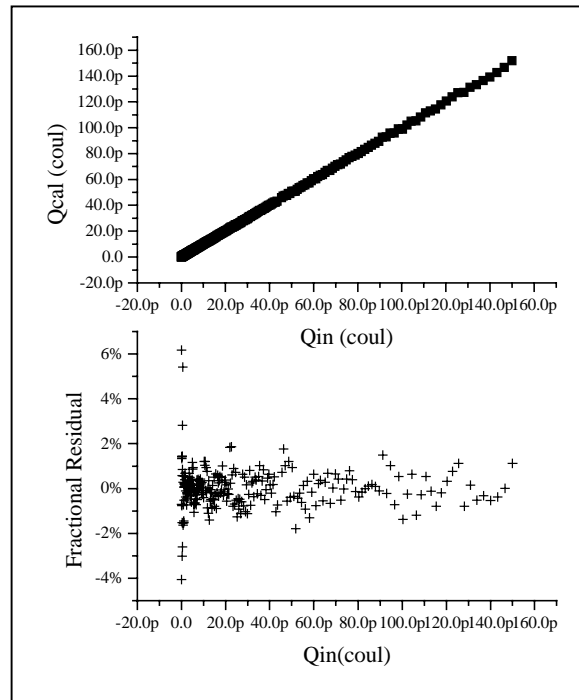 160.0p
140.0p
120.0p
100.0p
80.0p
60.0p
40.0p
20.0p
0.0
-20.0p
Qcal (coul)
-20.0p 0.0 20.0p 40.0p 60.0p 80.0p 100.0p 120.0p 140.0p 160.0p
Qin (coul)
6%
4%
2%
0%
-2%
-4%
Fractional Residual
-20.0p 0.0 20.0p 40.0p 60.0p 80.0p 100.0p 120.0p 140.0p 160.0p
Qin(coul)